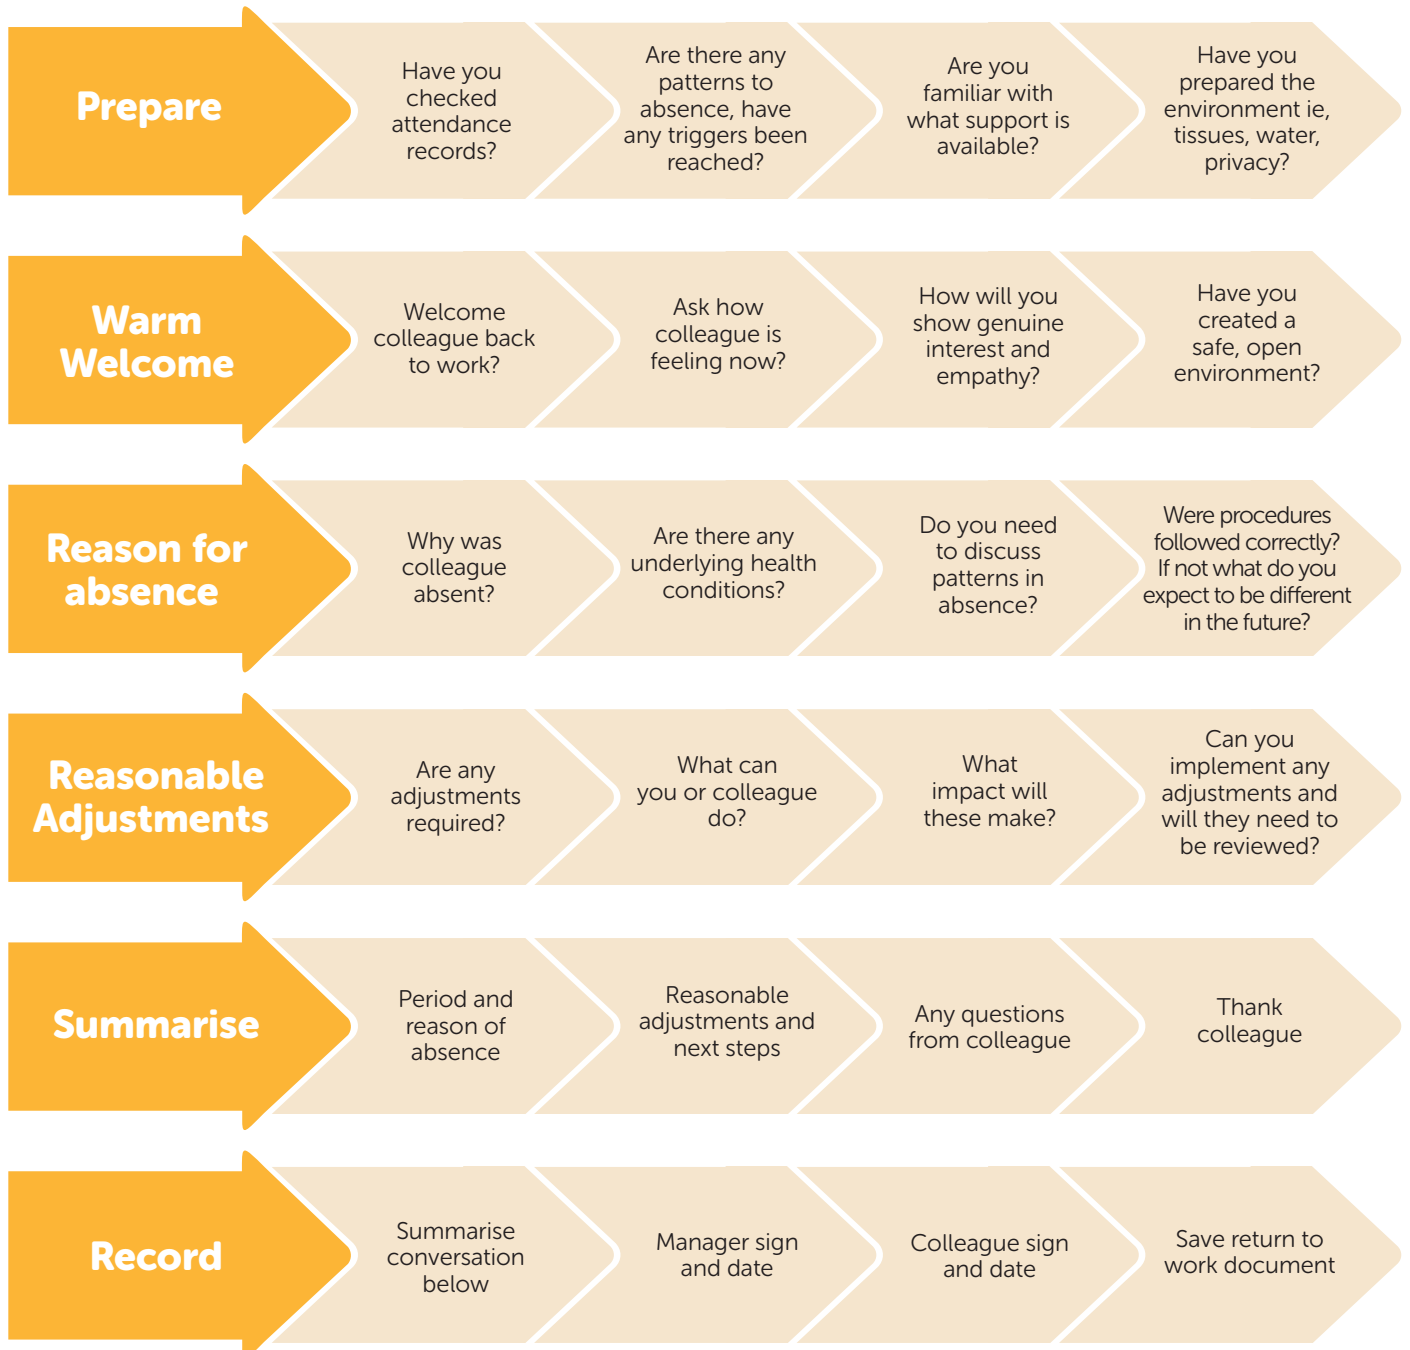 Prepare
Have you
checked
attendance
records?
Are there any
patterns to
absence, have
any triggers been
reached?
Are you
familiar with
what support is
available?
Have you
prepared the
environment ie,
tissues, water,
privacy?
Warm
Welcome
Welcome
colleague back
to work?
Ask how
colleague is
feeling now?
How will you
show genuine
interest and
empathy?
Have you
created a
safe, open
environment?
Reason for
absence
Why was
colleague
absent?
Are there any
underlying health
conditions?
Do you need
to discuss
patterns in
absence?
Were procedures
followed correctly?
If not what do you
expect to be different
in the future?
Reasonable
Adjustments
Are any
adjustments
required?
What can
you or colleague
do?
What
impact will
these make?
Can you
implement any
adjustments and
will they need to
be reviewed?
Summarise
Period and
reason of
absence
Reasonable
adjustments and
next steps
Any questions
from colleague
Thank
colleague
Record
Summarise
conversation
below
Manager sign
and date
Colleague sign
and date
Save return to
work document